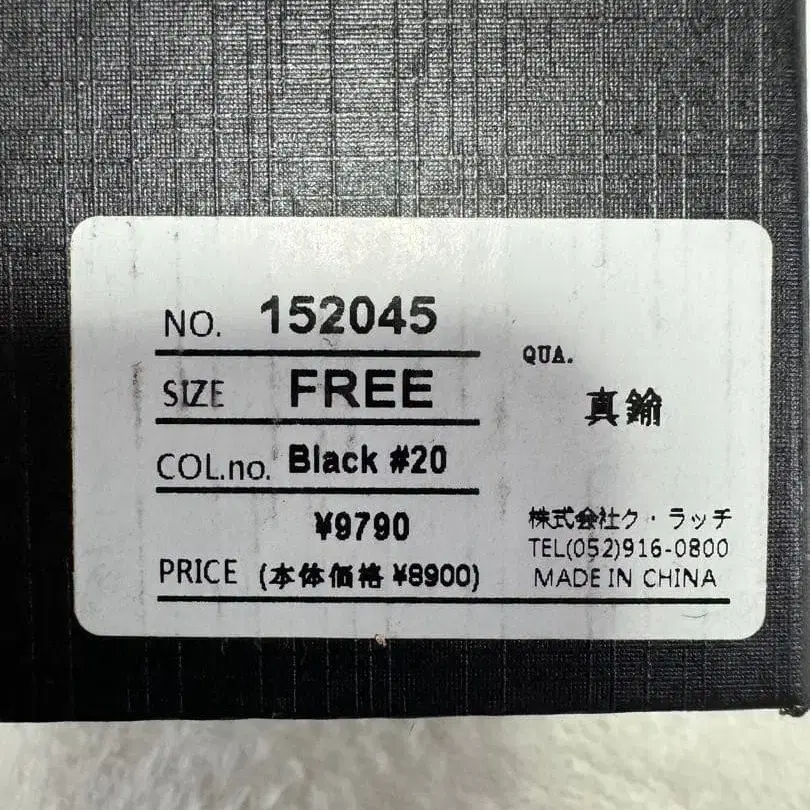 NO. 152045
SIZE FREE
COL.no. Black #20
¥9790
PRICE (本体価格 ¥8900)
QUA.
真鍮
株式会社ク・ラッチ
TEL(052)916-0800
MADE IN CHINA